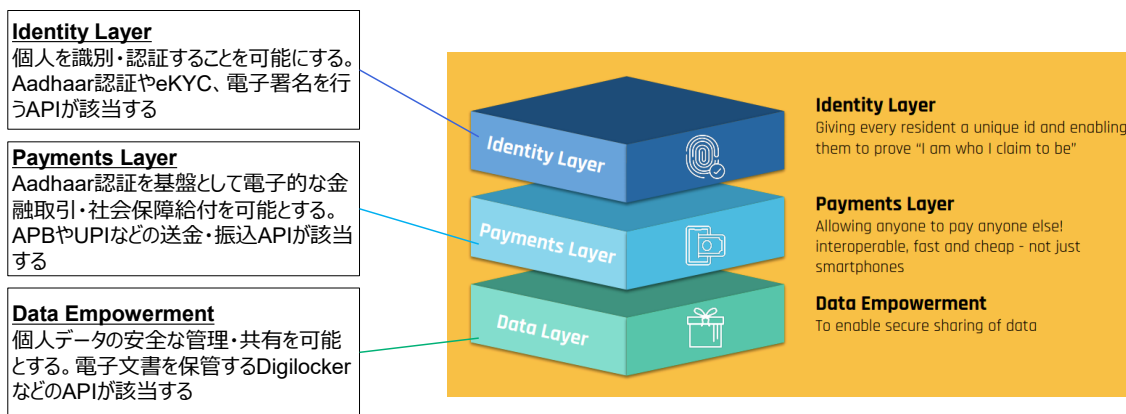 Identity Layer
個人を識別・認証することを可能にする。
Aadhaar認証やeKYC、電子署名を行
うAPIが該当する
Payments Layer
Aadhaar認証を基盤として電子的な金
融取引・社会保障給付を可能とする。
APBやUPIなどの送金・振込APIが該当
する
Data Empowerment
個人データの安全な管理・共有を可能
とする。電子文書を保管するDigilocker
などのAPIが該当する
Identity Layer
Payments Layer
Data Layer
Identity Layer
Giving every resident a unique id and enabling
them to prove “I am who I claim to be”
Payments Layer
Allowing anyone to pay anyone else!
interoperable, fast and cheap - not just
smartphones
Data Empowerment
To enable secure sharing of data